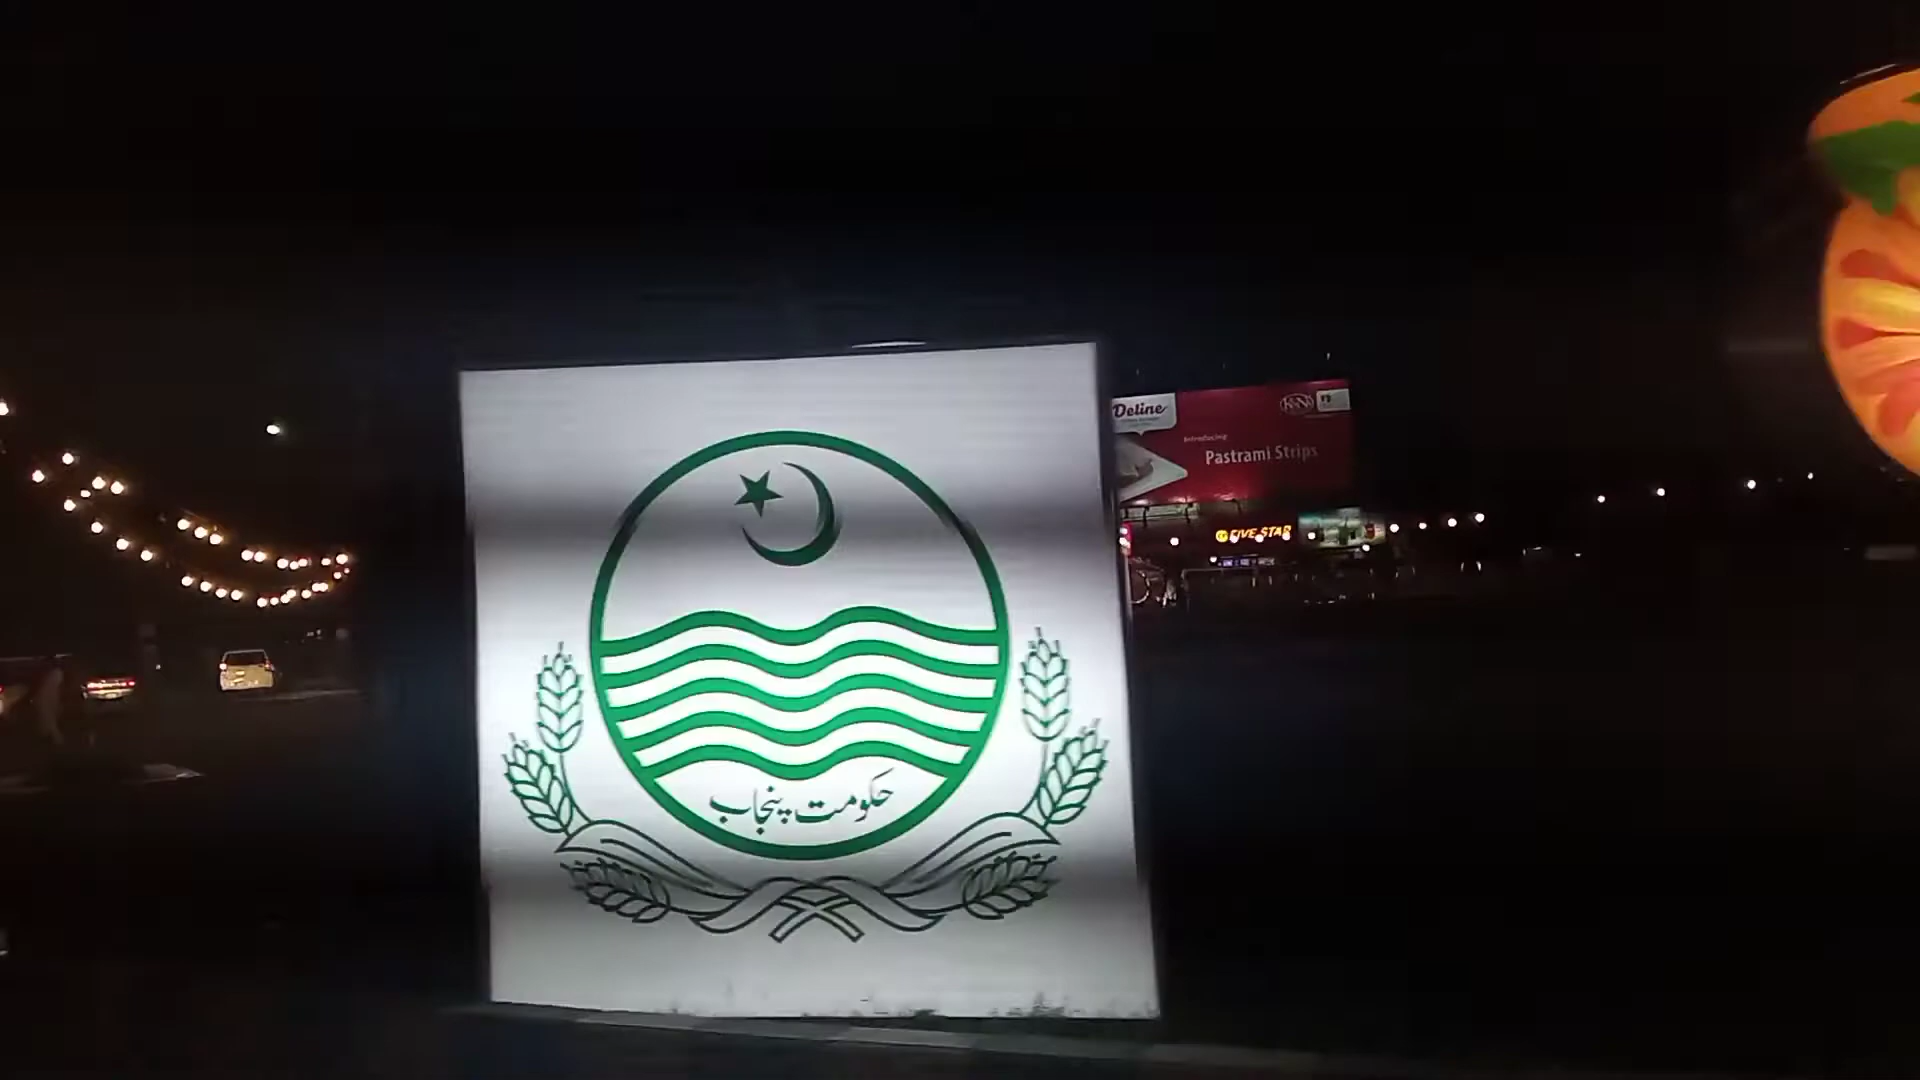 حکومت پنجاب
Deline
K&N's
Introducing
Pastrami Strips
FIVE STAR